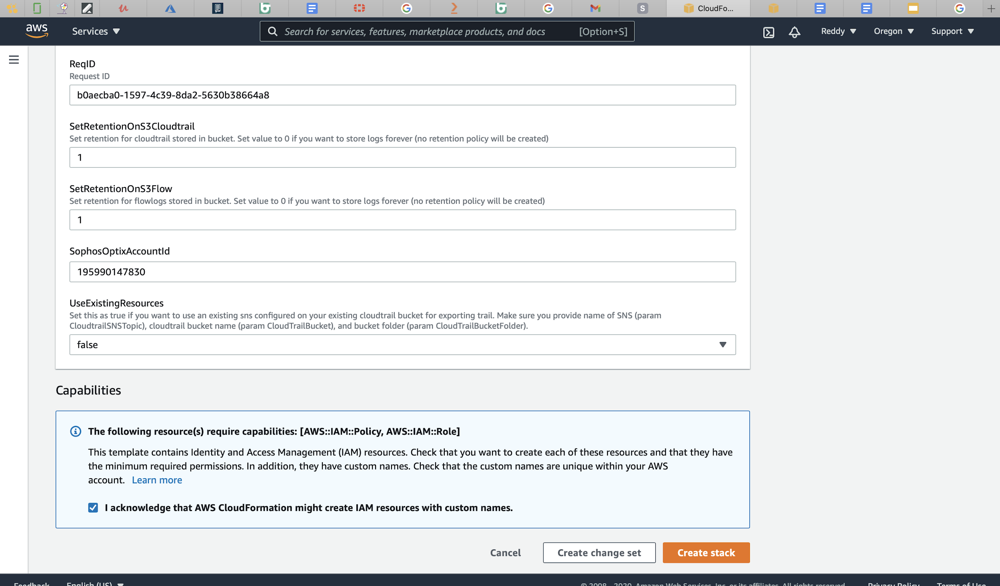 CloudFo...
aws
Services
Search for services, features, marketplace products, and docs
[Option+S]
Reddy
Oregon
Support
ReqID
Request ID
b0aecba0-1597-4c39-8da2-5630b38664a8
SetRetentionOnS3Cloudtrail
Set retention for cloudtrail stored in bucket. Set value to 0 if you want to store logs forever (no retention policy will be created)
1
SetRetentionOnS3Flow
Set retention for flowlogs stored in bucket. Set value to 0 if you want to store logs forever (no retention policy will be created)
1
SophosOptixAccountId
195990147830
UseExistingResources
Set this as true if you want to use an existing sns configured on your existing cloudtrail bucket for exporting trail. Make sure you provide name of SNS (param
CloudtrailSNSTopic), cloudtrail bucket name (param CloudTrailBucket), and bucket folder (param CloudTrailBucketFolder).
false
Capabilities
The following resource(s) require capabilities: [AWS::IAM::Policy, AWS::IAM::Role]
This template contains Identity and Access Management (IAM) resources. Check that you want to create each of these resources and that they have
the minimum required permissions. In addition, they have custom names. Check that the custom names are unique within your AWS
account. Learn more
I acknowledge that AWS CloudFormation might create IAM resources with custom names.
Cancel
Create change set
Create stack
Feedback
English (US)
© 2008 - 2020, Amazon Web Services, Inc. or its affiliates. All rights reserved.
Privacy Policy
Terms of Use